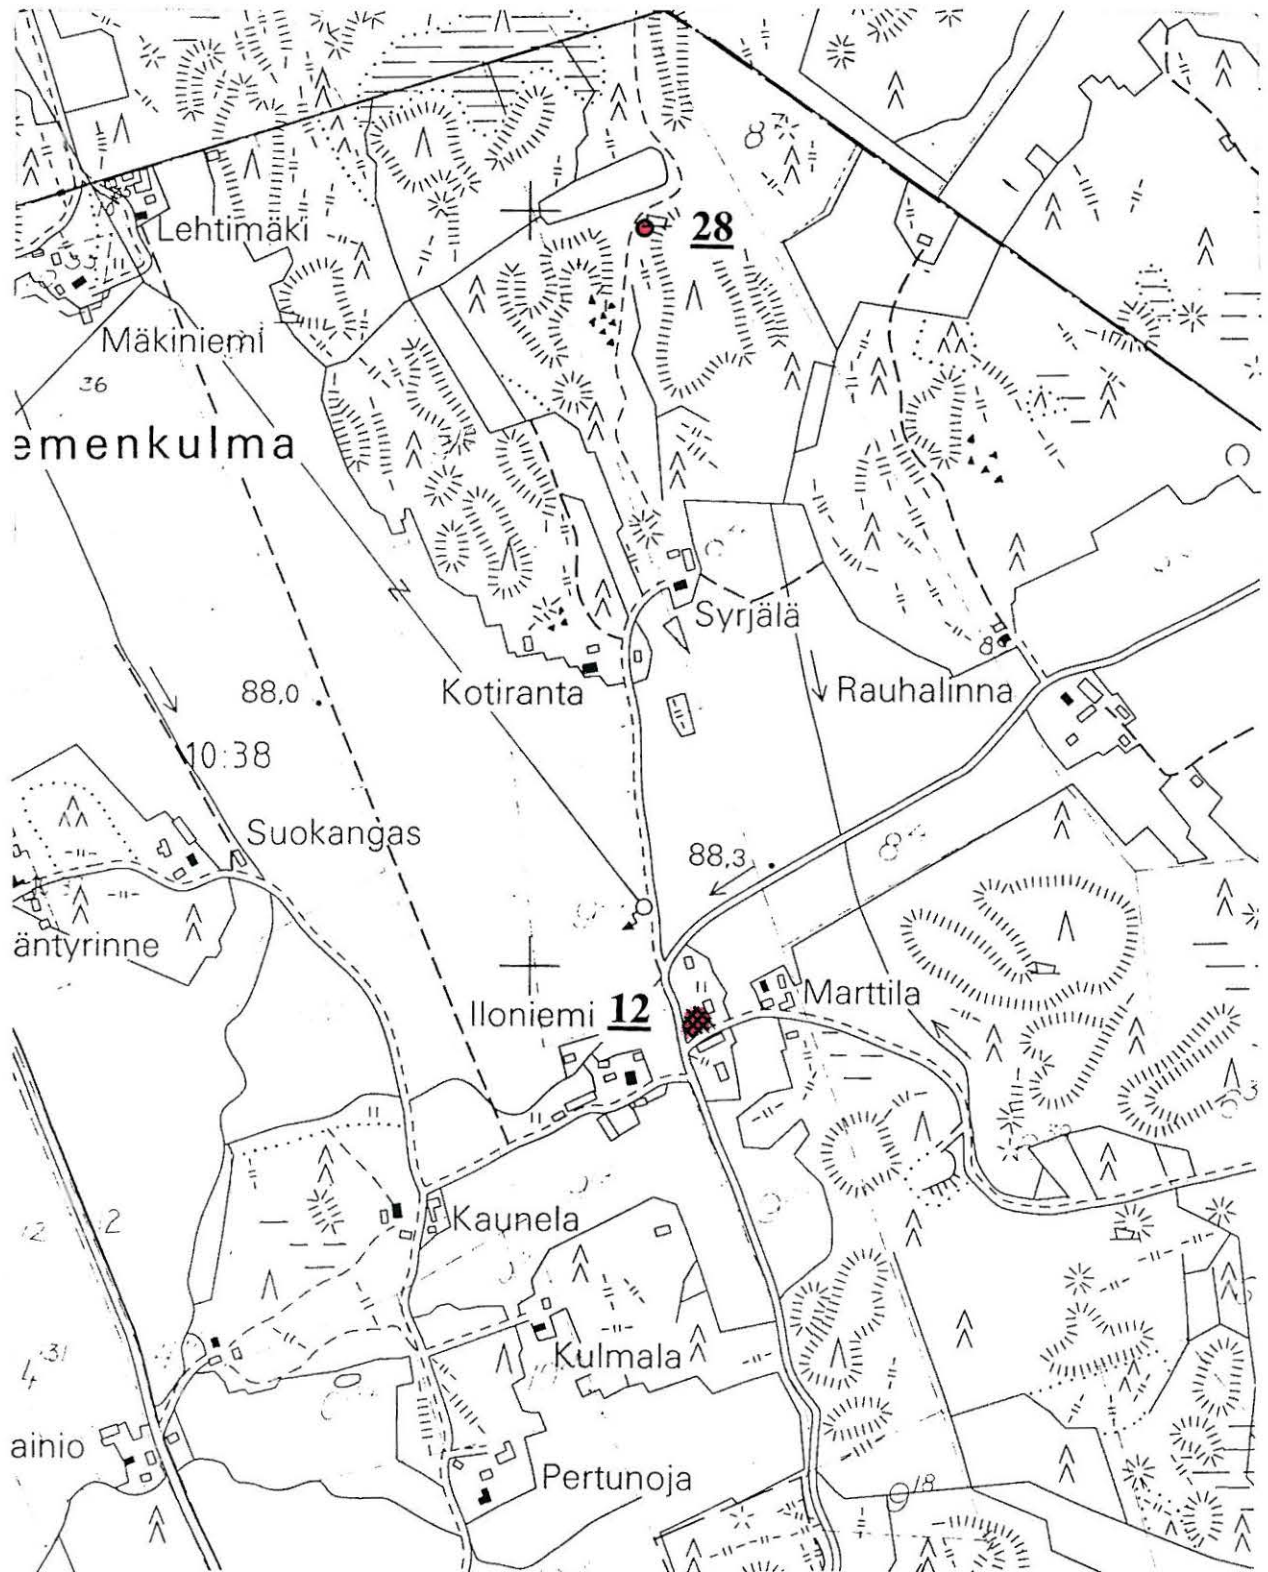 28
Lehtimäki
Mäkiniemi
36
emenkulma
Syrjälä
88,0
Kotiranta
Rauhalinna
10:38
Suokangas
88,3
äntyrinne
Marttila
Iloniemi 12
Kaunela
Kulmala
ainio
Pertunoja